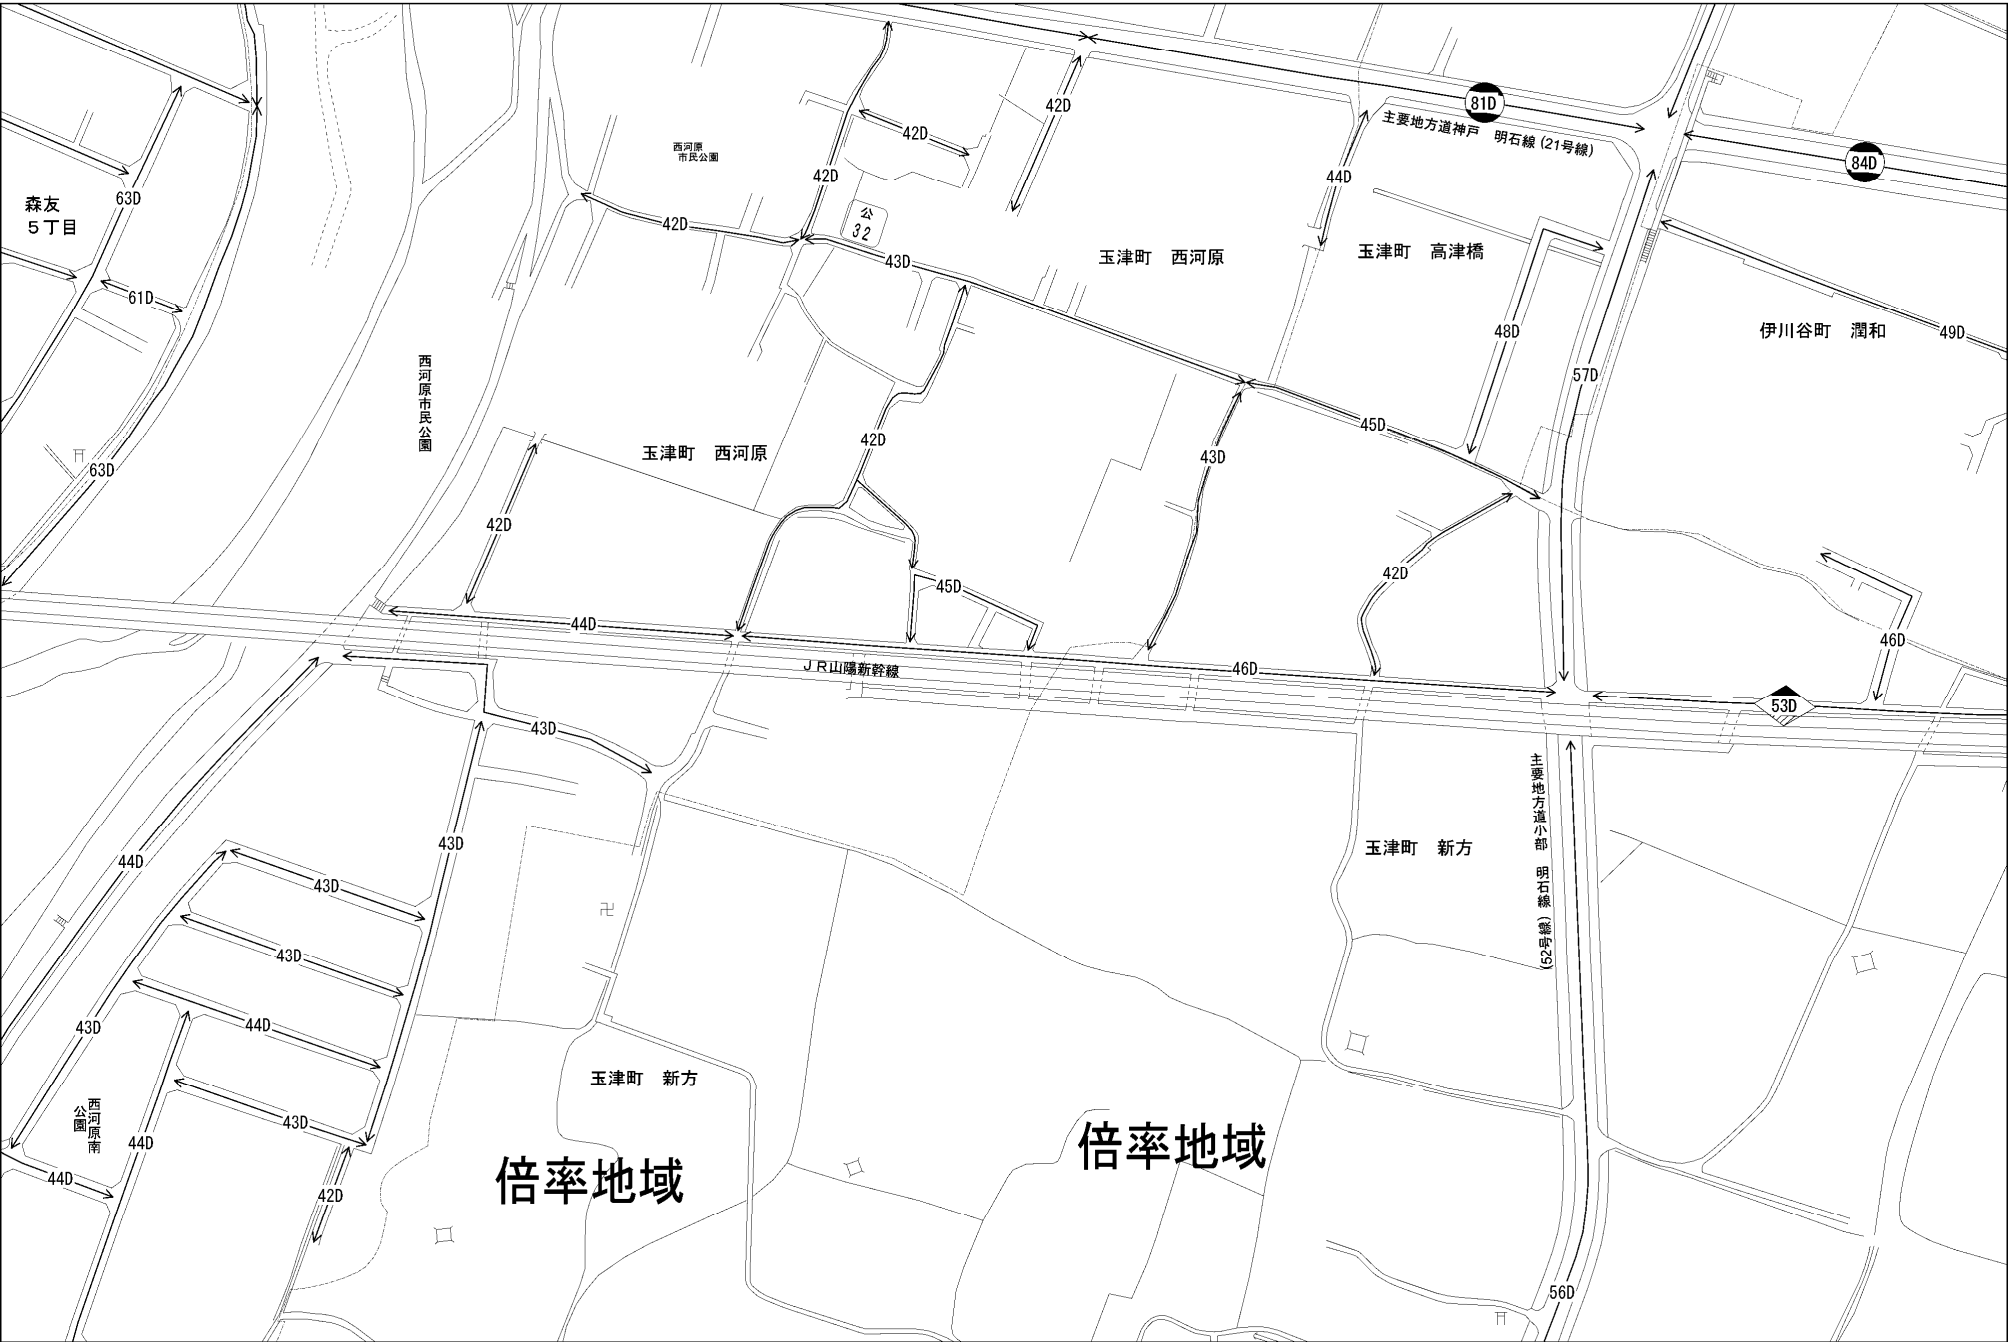 81D
主要地方道神戸　明石線 (21号線)
84D
42D
42D
42D
42D
42D
西河原
市民公園
44D
公
32
43D
玉津町　西河原
玉津町　高津橋
森友
5丁目
63D
61D
63D
西河原市民公園
48D
57D
伊川谷町　潤和
49D
玉津町　西河原
42D
42D
43D
45D
42D
45D
46D
44D
46D
JR山陽新幹線
53D
43D
44D
43D
43D
43D
44D
43D
43D
44D
44D
42D
西河原南
公園
主要地方道小部　明石線 (52号線)
玉津町　新方
玉津町　新方
倍率地域
倍率地域
56D